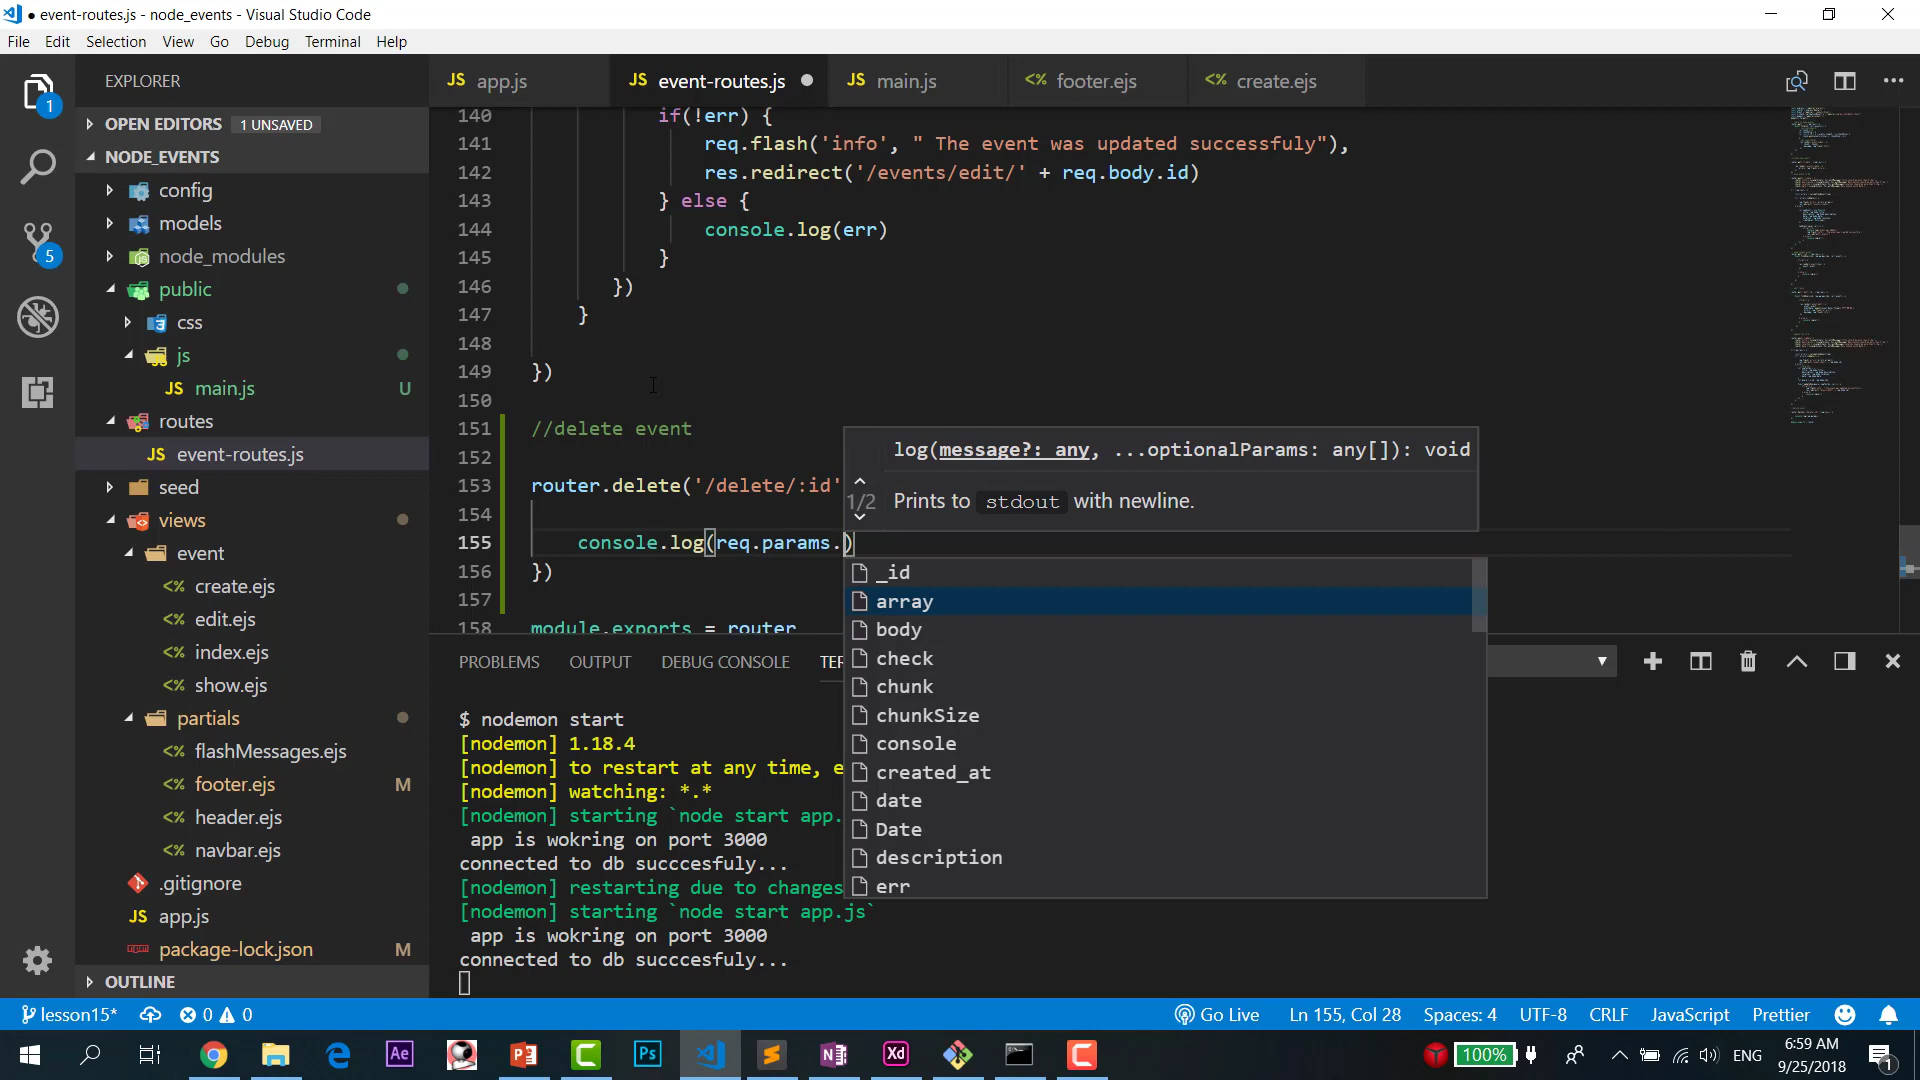 ● event-routes.js - node_events - Visual Studio Code
File Edit Selection View Go Debug Terminal Help
EXPLORER
OPEN EDITORS 1 UNSAVED
NODE_EVENTS
config
models
node_modules
public
css
js
main.js U
routes
event-routes.js
seed
views
event
create.ejs
edit.ejs
index.ejs
show.ejs
partials
flashMessages.ejs
footer.ejs M
header.ejs
navbar.ejs
.gitignore
JS app.js
package-lock.json M
OUTLINE
1
5
JS app.js JS event-routes.js ● JS main.js <% footer.ejs <% create.ejs
140 if(!err) {
141 req.flash('info', " The event was updated successfuly"),
142 res.redirect('/events/edit/' + req.body.id)
143 } else {
144 console.log(err)
145 }
146 })
147 }
148
149 })
150
151 //delete event
152
153 router.delete('/delete/:id'
154
155 console.log(req.params.)
156 })
157
158 module.exports = router
log(message?: any, ...optionalParams: any[]): void
1/2 Prints to stdout with newline.
_id
array
body
check
chunk
chunkSize
console
created_at
date
Date
description
err
PROBLEMS OUTPUT DEBUG CONSOLE TER
$ nodemon start
[nodemon] 1.18.4
[nodemon] to restart at any time, e
[nodemon] watching: *.*
[nodemon] starting `node start app.
app is wokring on port 3000
connected to db succcesfuly...
[nodemon] restarting due to changes
[nodemon] starting `node start app.js`
app is wokring on port 3000
connected to db succcesfuly...
lesson15* 0 0 Go Live Ln 155, Col 28 Spaces: 4 UTF-8 CRLF JavaScript Prettier
Ae Ps Xd 100% ENG 6:59 AM
9/25/2018 1